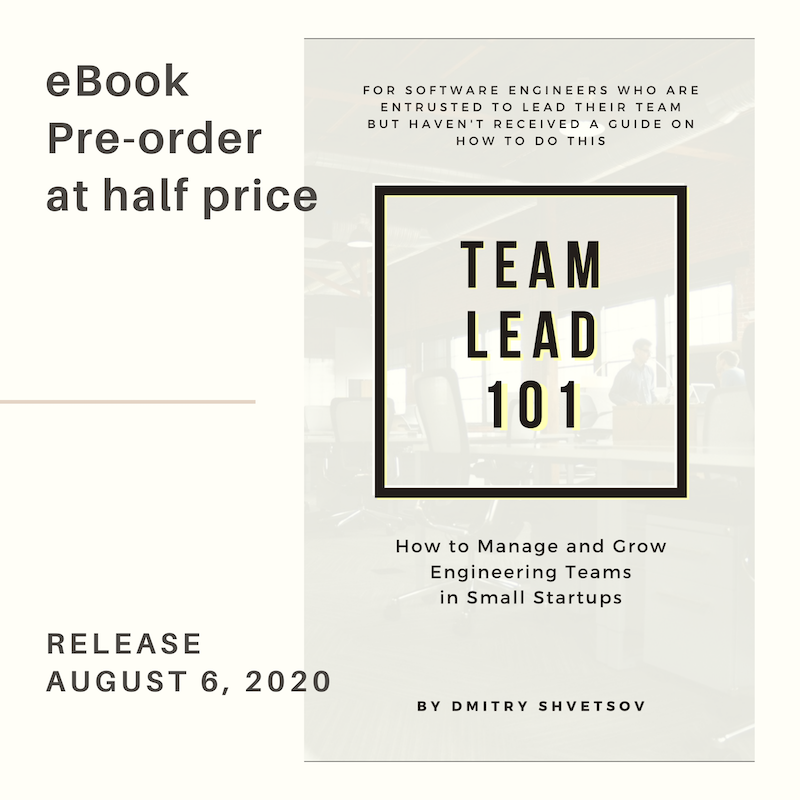 eBook
Pre-order
at half price
RELEASE
AUGUST 6, 2020
FOR SOFTWARE ENGINEERS WHO ARE
ENTRUSTED TO LEAD THEIR TEAM
BUT HAVEN'T RECEIVED A GUIDE ON
HOW TO DO THIS
TEAM
LEAD
101
How to Manage and Grow
Engineering Teams
in Small Startups
BY DMITRY SHVETSOV